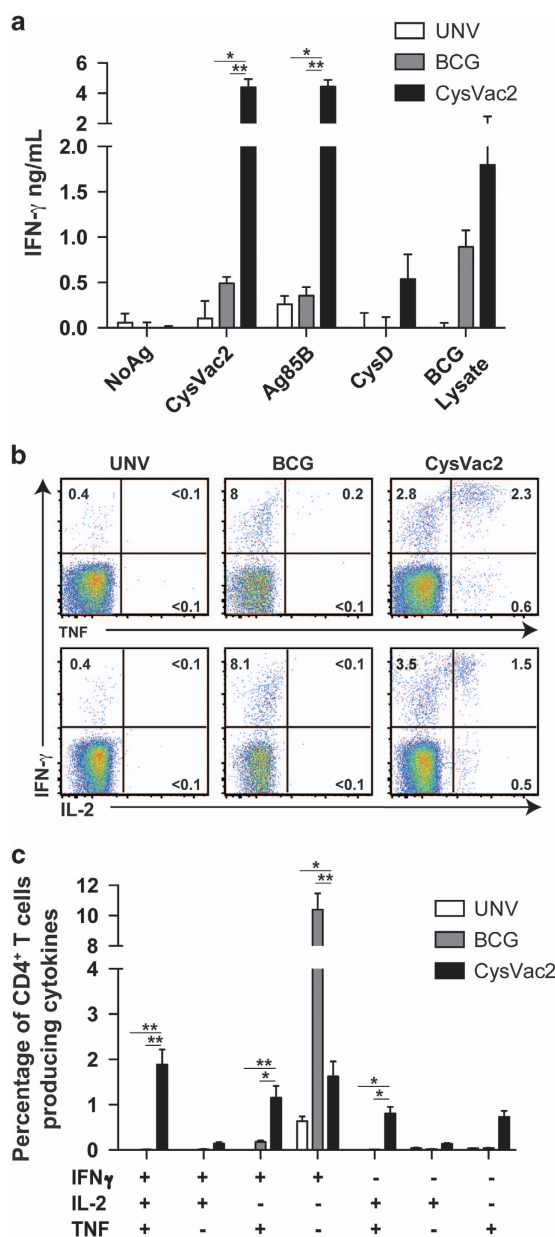 a
UNV
BCG
CysVac2
*
**
*
**
IFN-γ ng/mL
6
4
2
2.0
1.5
1.0
0.5
0.0
NoAg
CysVac2
Ag85B
CysD
BCG
Lysate
b
UNV BCG CysVac2
0.4 <0.1 8 0.2 2.8 2.3
<0.1 <0.1 0.6
TNF
0.4 <0.1 8.1 <0.1 3.5 1.5
<0.1 <0.1 0.5
IFN-γ
IL-2
c
UNV
BCG
CysVac2
Percentage of CD4+ T cells
producing cytokines
12
10
8
4
3
2
1
0
**
**
**
*
*
**
*
*
IFNγ + + + + - - -
IL-2 + + - - + + -
TNF + - + - + - +